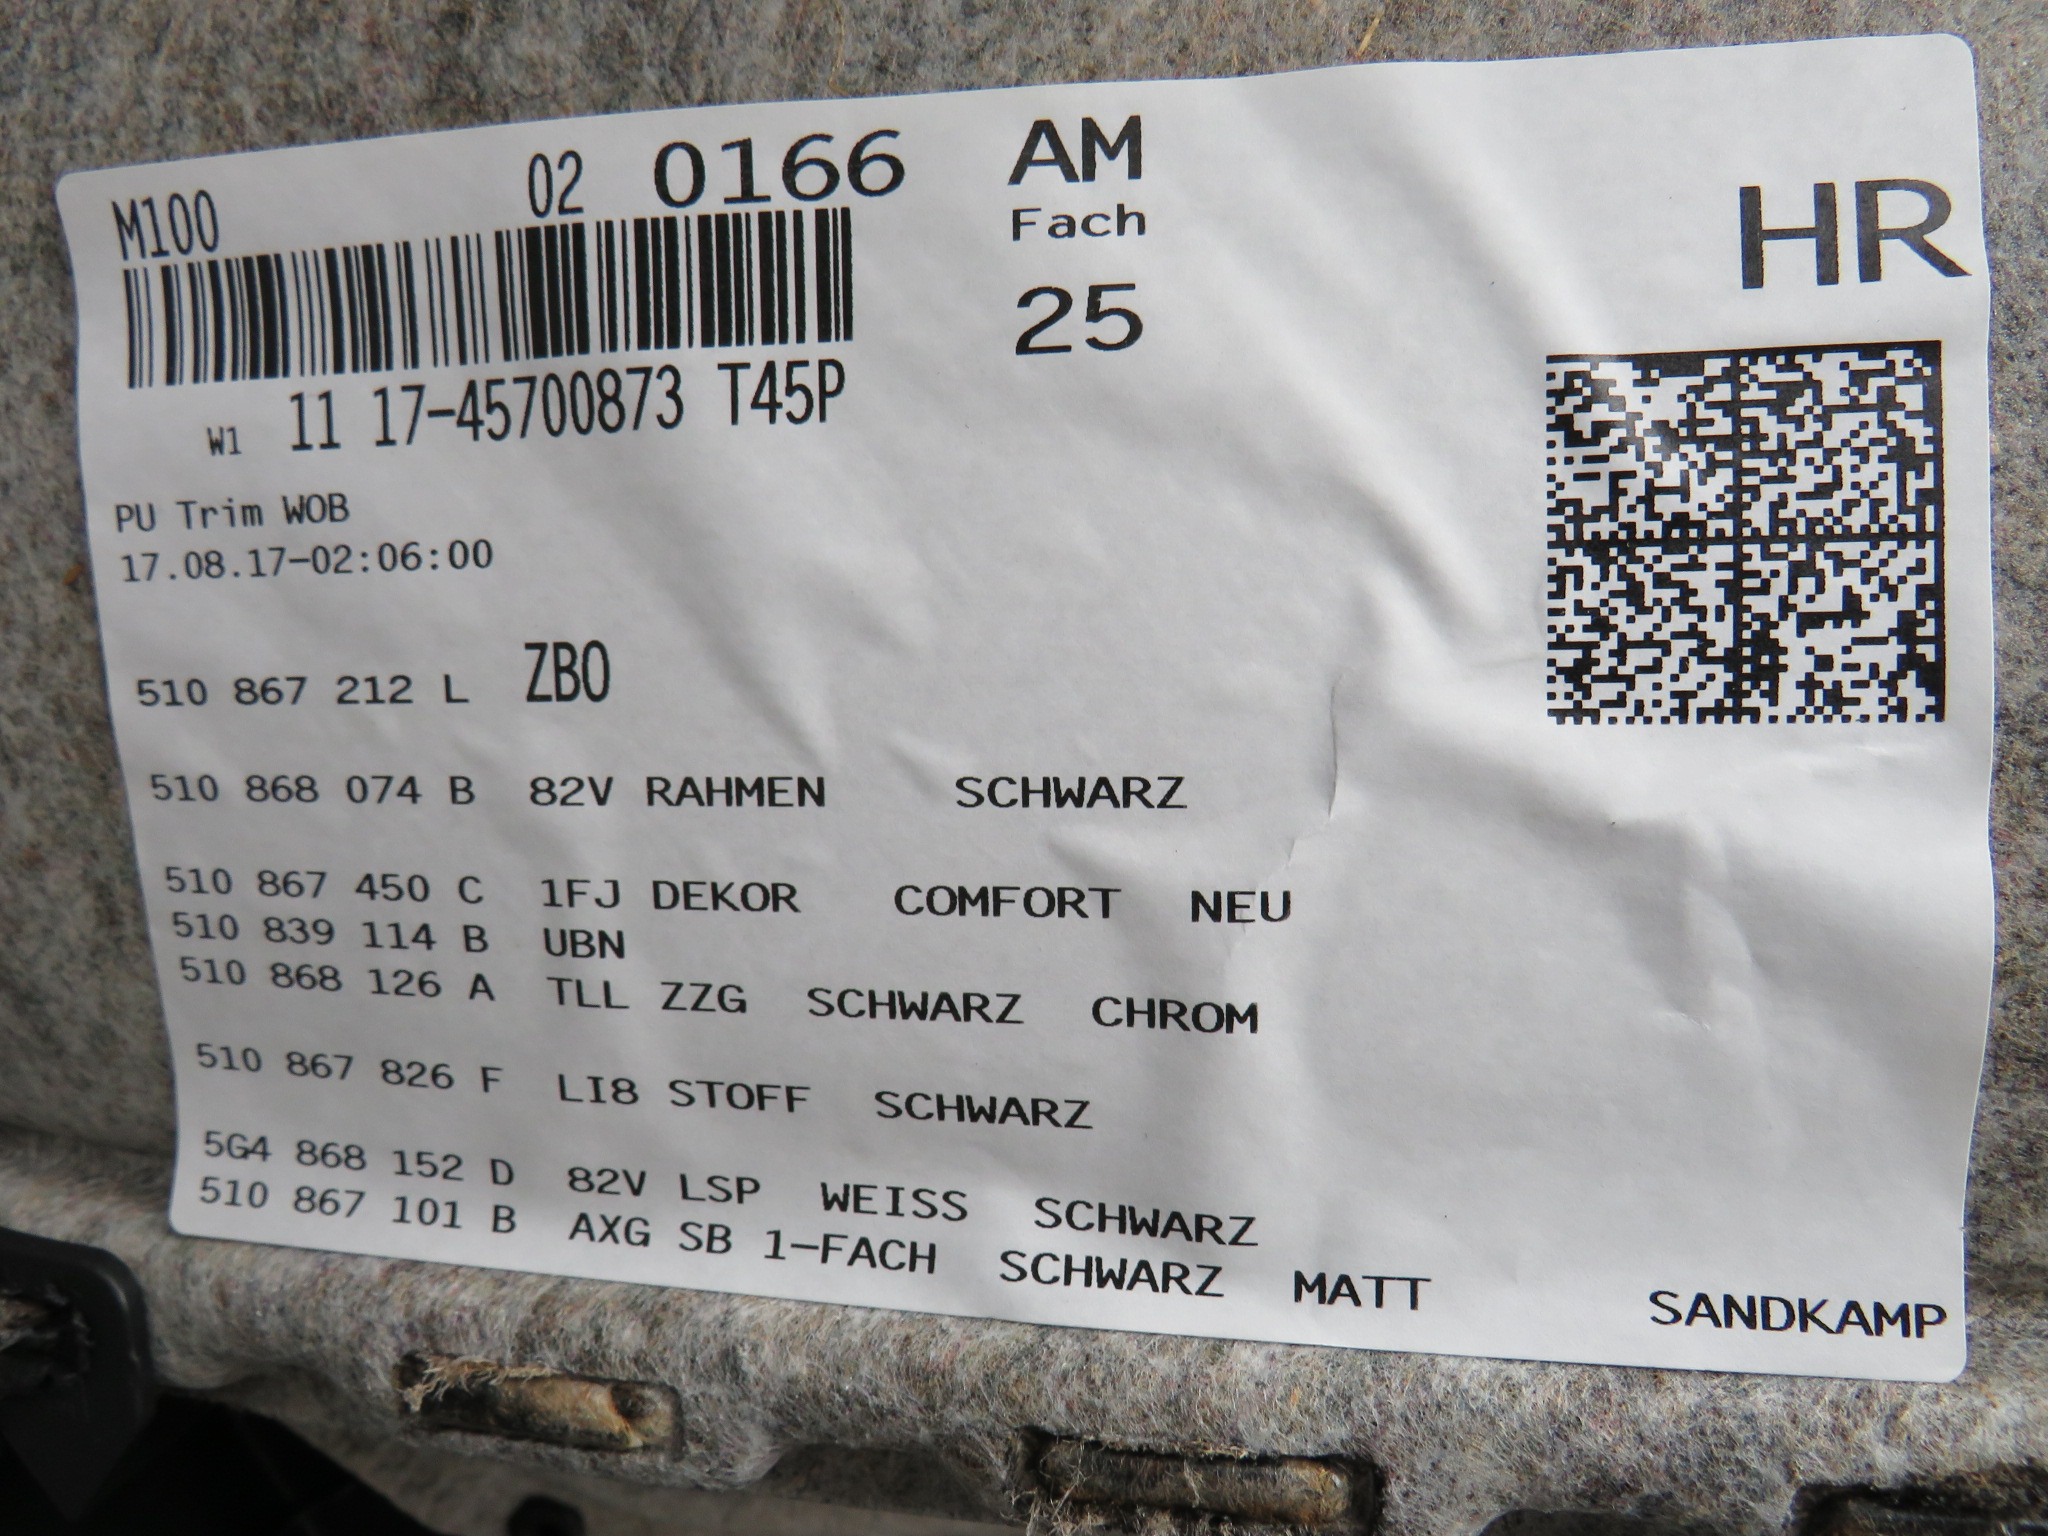 M100 02 0166 AM
Fach
25
HR
W1 11 17-45700873 T45P
PU Trim WOB
17.08.17-02:06:00
510 867 212 L ZBO
510 868 074 B 82V RAHMEN SCHWARZ
510 867 450 C 1FJ DEKOR COMFORT NEU
510 839 114 B UBN
510 868 126 A TLL ZZG SCHWARZ CHROM
510 867 826 F LI8 STOFF SCHWARZ
5G4 868 152 D 82V LSP WEISS SCHWARZ
510 867 101 B AXG SB 1-FACH SCHWARZ MATT
SANDKAMP